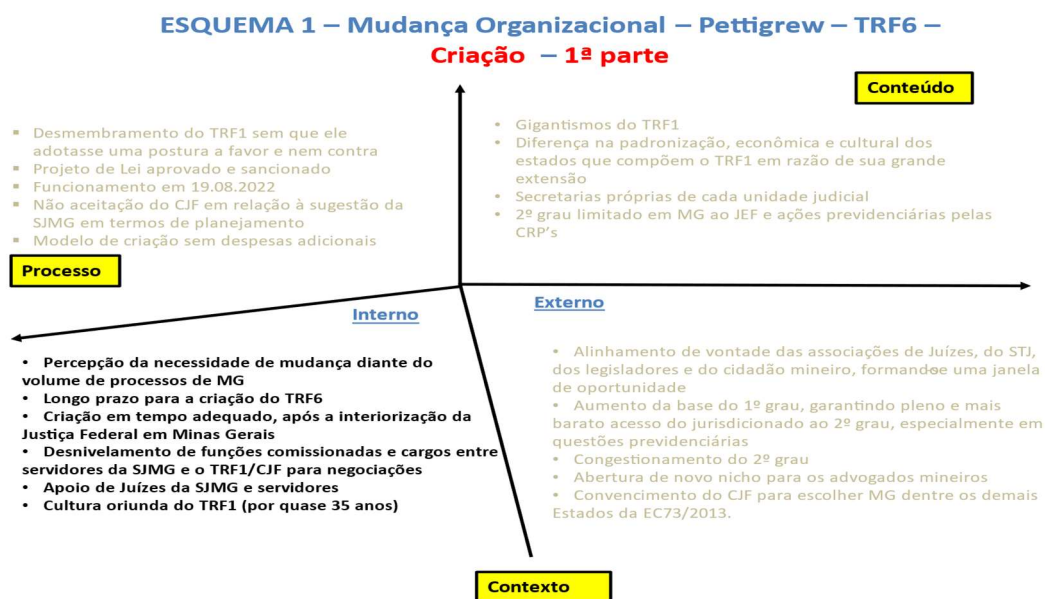 ESQUEMA 1 – Mudança Organizacional – Pettigrew – TRF6 –
Criação – 1ª parte
Conteúdo
▪ Desmembramento do TRF1 sem que ele
adotasse uma postura a favor e nem contra
▪ Projeto de Lei aprovado e sancionado
▪ Funcionamento em 19.08.2022
▪ Não aceitação do CJF em relação à sugestão da
SJMG em termos de planejamento
▪ Modelo de criação sem despesas adicionais
• Gigantismos do TRF1
• Diferença na padronização, econômica e cultural dos
estados que compõem o TRF1 em razão de sua grande
extensão
• Secretarias próprias de cada unidade judicial
• 2º grau limitado em MG ao JEF e ações previdenciárias pelas
CRP’s
Processo
Interno
Externo
• Percepção da necessidade de mudança diante do
volume de processos de MG
• Longo prazo para a criação do TRF6
• Criação em tempo adequado, após a interiorização da
Justiça Federal em Minas Gerais
• Desnivelamento de funções comissionadas e cargos entre
servidores da SJMG e o TRF1/CJF para negociações
• Apoio de Juízes da SJMG e servidores
• Cultura oriunda do TRF1 (por quase 35 anos)
• Alinhamento de vontade das associações de Juízes, do STJ,
dos legisladores e do cidadão mineiro, formando-se uma janela
de oportunidade
• Aumento da base do 1º grau, garantindo pleno e mais
barato acesso do jurisdicionado ao 2º grau, especialmente em
questões previdenciárias
• Congestionamento do 2º grau
• Abertura de novo nicho para os advogados mineiros
• Convencimento do CJF para escolher MG dentre os demais
Estados da EC73/2013.
Contexto